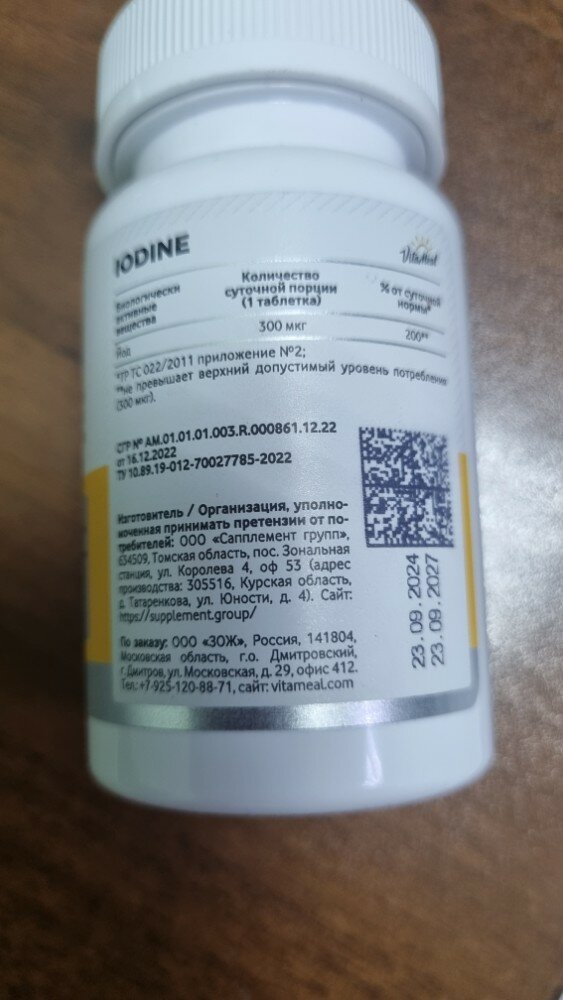 IODINE
VitaMeal
Биологически
активные
вещества
Количество
суточной порции
(1 таблетка)
% от суточной
нормы*
Йод
300 мкг
200**
*ТР ТС 022/2011 приложение №2;
**не превышает верхний допустимый уровень потребления
(300 мкг).
СГР № AM.01.01.01.003.R.000861.12.22
от 16.12.2022
ТУ 10.89.19-012-70027785-2022
Изготовитель / Организация, уполно-
моченная принимать претензии от по-
требителей: ООО «Сапплемент групп»,
634509, Томская область, пос. Зональная
станция, ул. Королева 4, оф 53 (адрес
производства: 305516, Курская область,
д. Татаренкова, ул. Юности, д. 4). Сайт:
https://supplement.group/
По заказу: ООО «ЗОЖ», Россия, 141804,
Московская область, г.о. Дмитровский,
г. Дмитров, ул. Московская, д. 29, офис 412.
Тел.: +7-925-120-88-71, сайт: vitameal.com
23.09.2024
23.09.2027